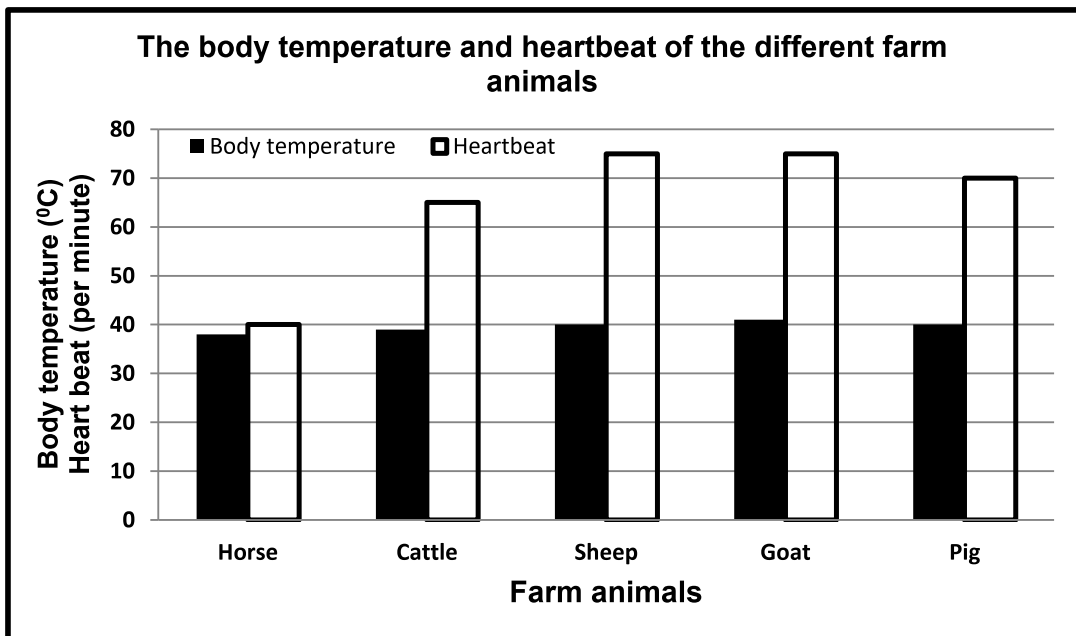 The body temperature and heartbeat of the different farm
animals
Body temperature
Heartbeat
Body temperature (⁰C)
Heart beat (per minute)
80
70
60
50
40
30
20
10
0
Horse
Cattle
Sheep
Goat
Pig
Farm animals